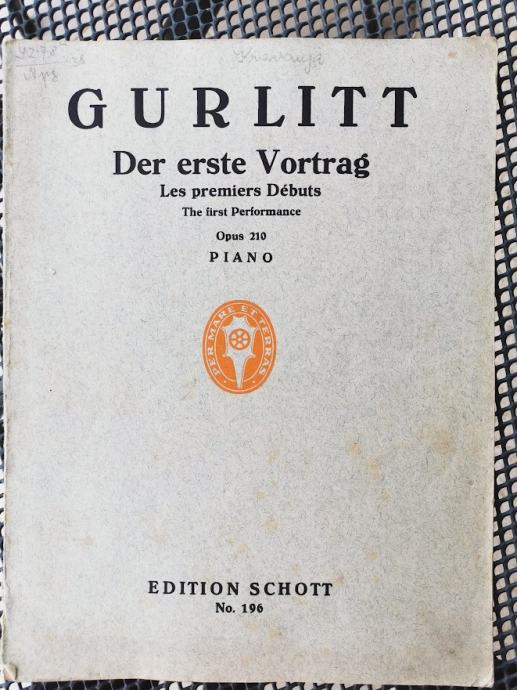 GURLITT
Der erste Vortrag
Les premiers Débuts
The first Performance
Opus 210
PIANO
PER MARE ET TERRAS
EDITION SCHOTT
No. 196